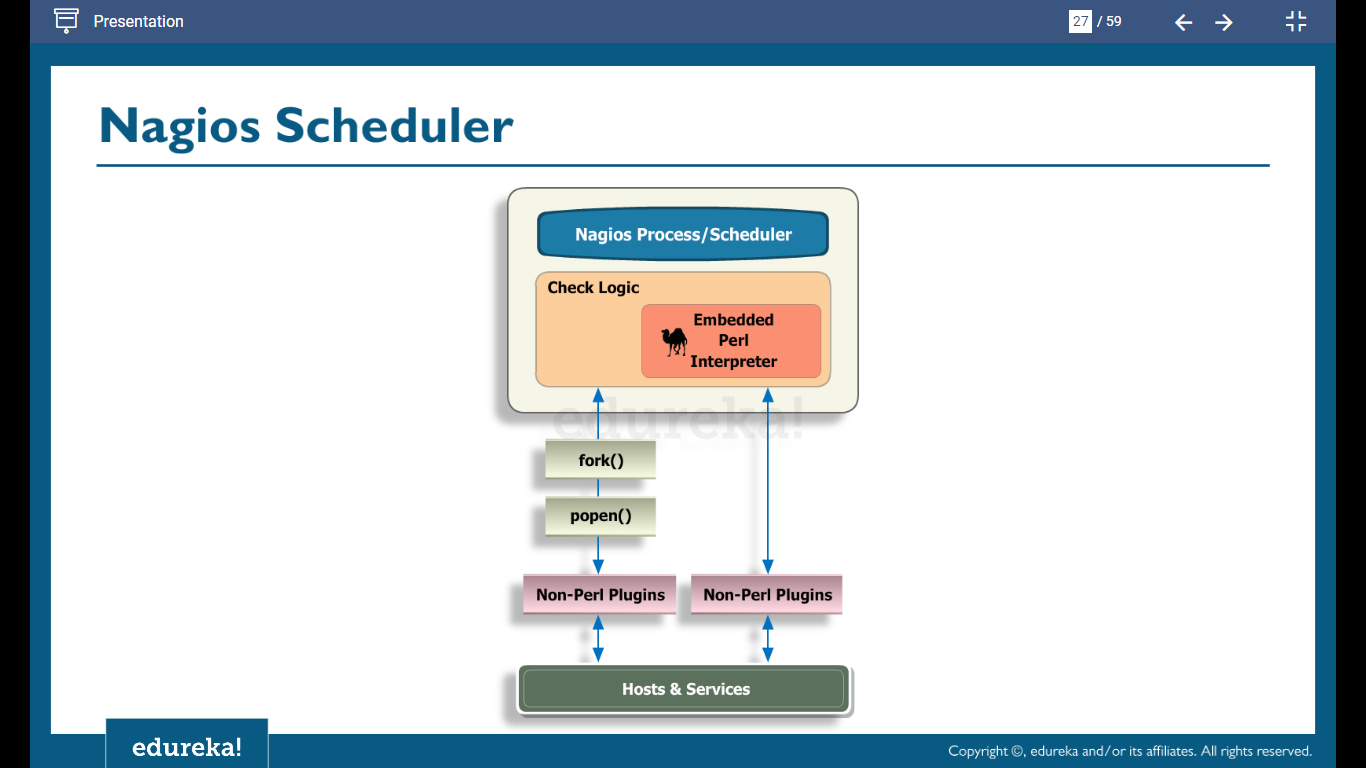 Presentation
27 / 59
Nagios Scheduler
Nagios Process/Scheduler
Check Logic
Embedded
Perl
Interpreter
edureka!
fork()
popen()
Non-Perl Plugins
Non-Perl Plugins
Hosts & Services
edureka!
Copyright ©, edureka and/or its affiliates. All rights reserved.